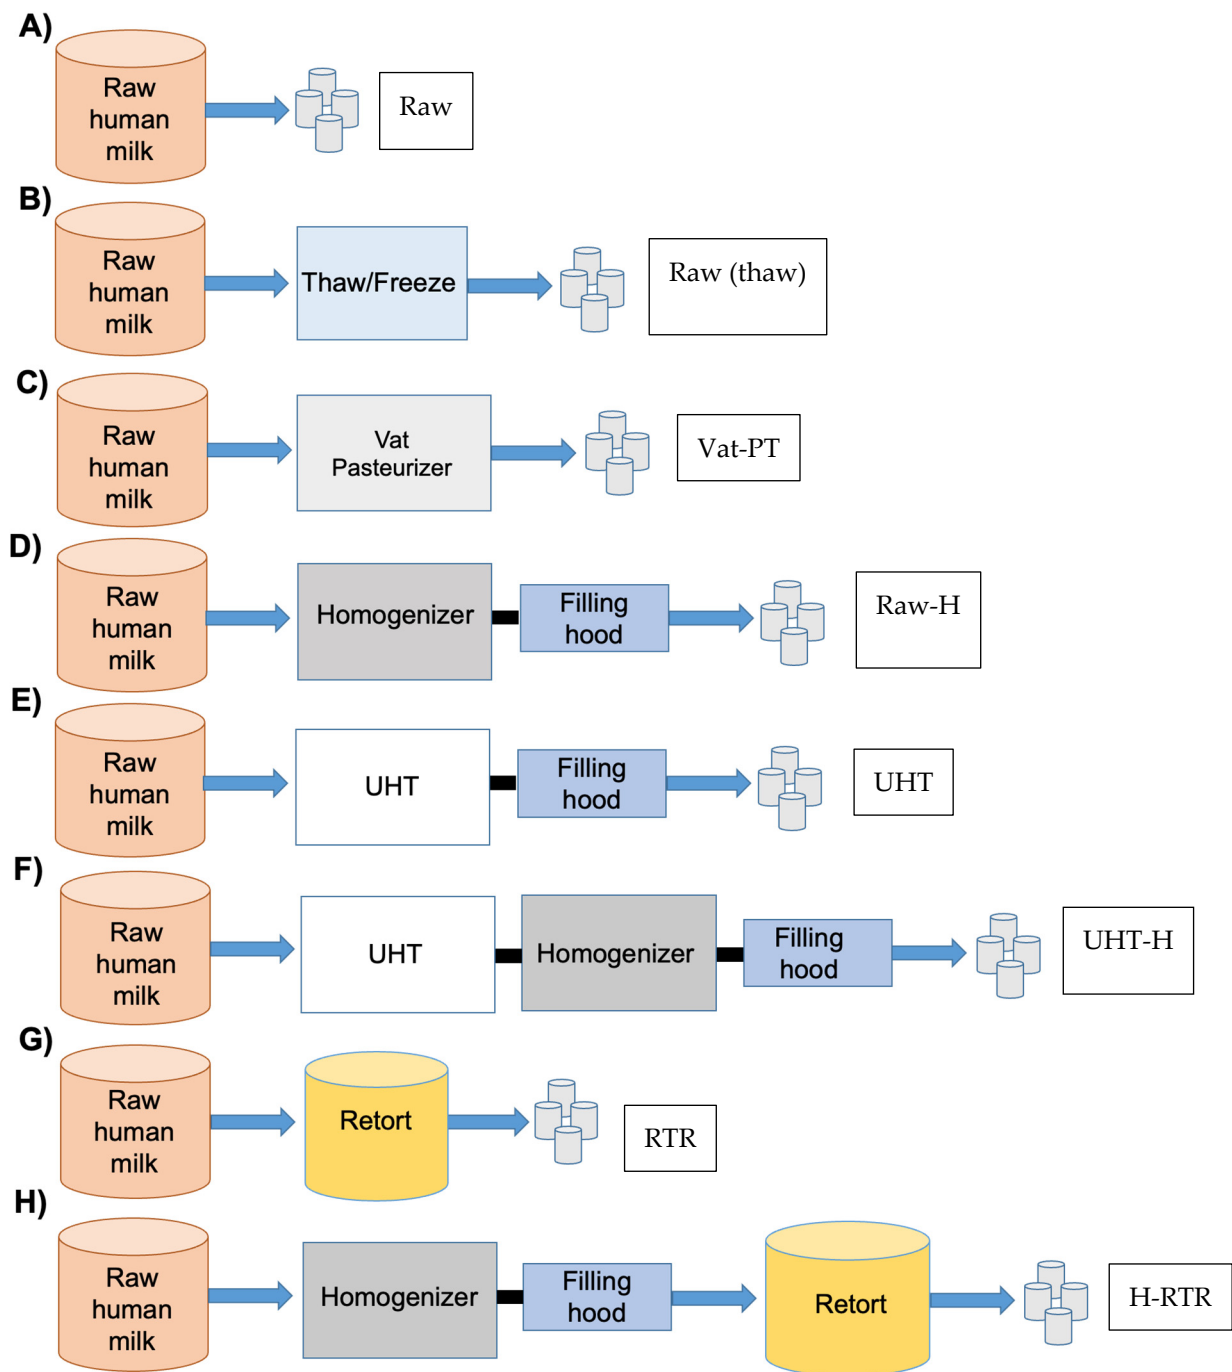 A)
Raw
human
milk
Raw
B)
Raw
human
milk
Thaw/Freeze
Raw (thaw)
C)
Raw
human
milk
Vat
Pasteurizer
Vat-PT
D)
Raw
human
milk
Homogenizer
Filling
hood
Raw-H
E)
Raw
human
milk
UHT
Filling
hood
UHT
F)
Raw
human
milk
UHT
Homogenizer
Filling
hood
UHT-H
G)
Raw
human
milk
Retort
RTR
H)
Raw
human
milk
Homogenizer
Filling
hood
Retort
H-RTR